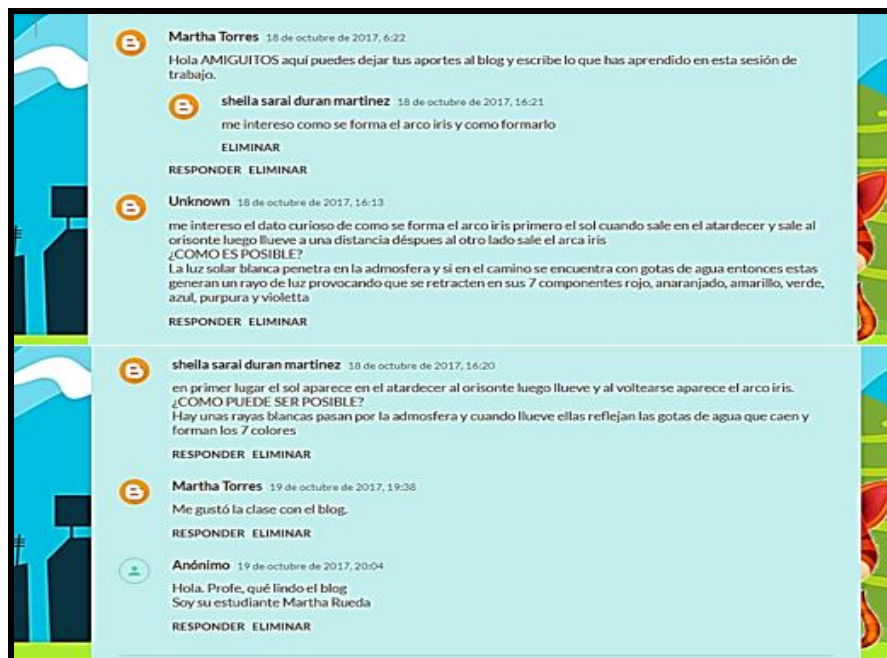 Martha Torres 18 de octubre de 2017, 6:22
Hola AMIGUITOS aquí puedes dejar tus aportes al blog y escribe lo que has aprendido en esta sesión de
trabajo.
sheila sarai duran martinez 18 de octubre de 2017, 16:21
me intereso como se forma el arco iris y como formarlo
ELIMINAR
RESPONDER ELIMINAR
Unknown 18 de octubre de 2017, 16:13
me intereso el dato curioso de como se forma el arco iris primero el sol cuando sale en el atardecer y sale al
orisonte luego llueve a una distancia déspues al otro lado sale el arca iris
¿COMO ES POSIBLE?
La luz solar blanca penetra en la admosfera y si en el camino se encuentra con gotas de agua entonces estas
generan un rayo de luz provocando que se retracten en sus 7 componentes rojo, anaranjado, amarillo, verde,
azul, purpura y violetta
RESPONDER ELIMINAR
sheila sarai duran martinez 18 de octubre de 2017, 16:20
en primer lugar el sol aparece en el atardecer al orisonte luego llueve y al voltearse aparece el arco iris.
¿COMO PUEDE SER POSIBLE?
Hay unas rayas blancas pasan por la admosfera y cuando llueve ellas reflejan las gotas de agua que caen y
forman los 7 colores
RESPONDER ELIMINAR
Martha Torres 19 de octubre de 2017, 19:38
Me gustó la clase con el blog.
RESPONDER ELIMINAR
Anónimo 19 de octubre de 2017, 20:04
Hola. Profe, qué lindo el blog
Soy su estudiante Martha Rueda
RESPONDER ELIMINAR